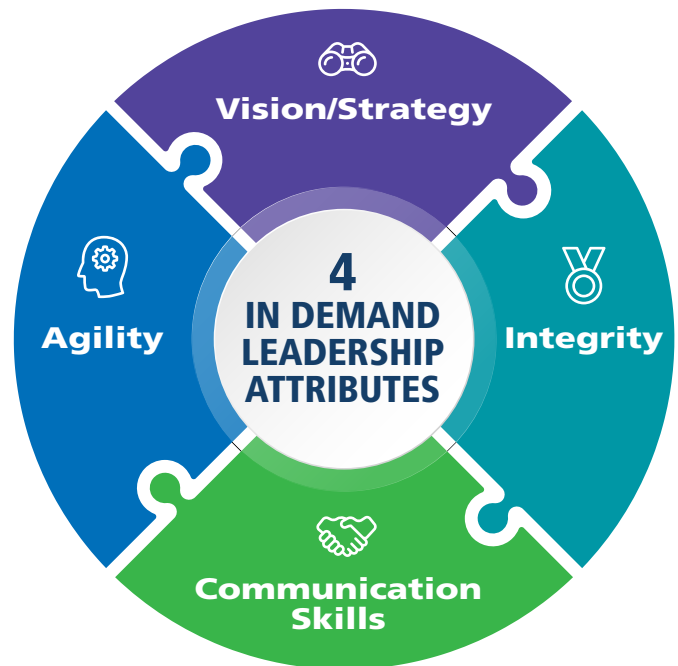 Vision/Strategy
4
IN DEMAND
LEADERSHIP
ATTRIBUTES
Agility
Integrity
Communication
Skills